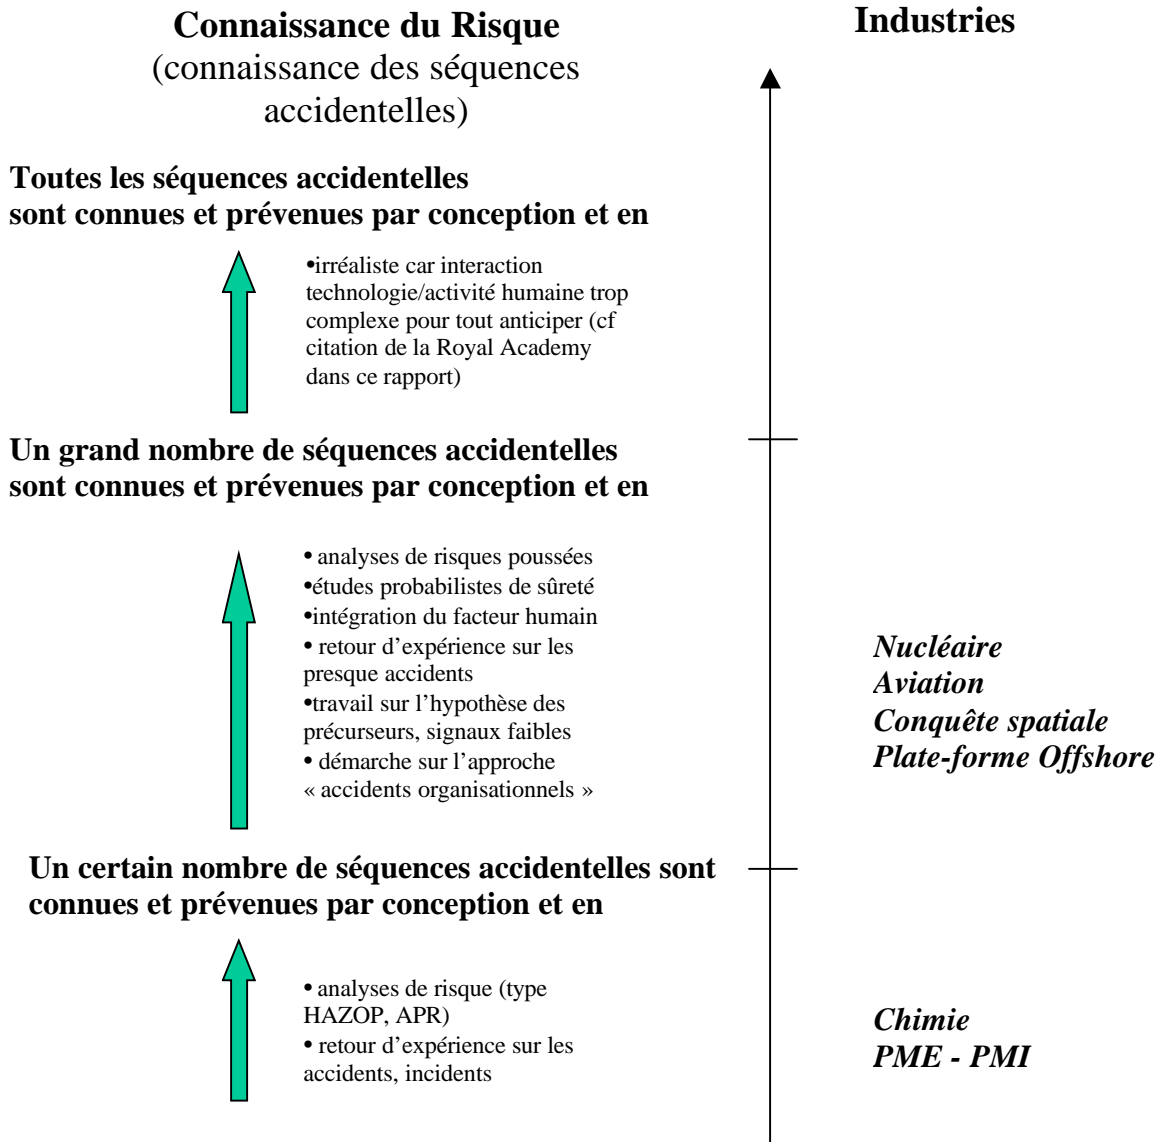 Connaissance du Risque
(connaissance des séquences
accidentelles)
Industries
Toutes les séquences accidentelles
sont connues et prévenues par conception et en
•irréaliste car interaction
technologie/activité humaine trop
complexe pour tout anticiper (cf
citation de la Royal Academy
dans ce rapport)
Un grand nombre de séquences accidentelles
sont connues et prévenues par conception et en
• analyses de risques poussées
•études probabilistes de sûreté
•intégration du facteur humain
• retour d’expérience sur les
presque accidents
•travail sur l’hypothèse des
précurseurs, signaux faibles
• démarche sur l’approche
« accidents organisationnels »
Nucléaire
Aviation
Conquête spatiale
Plate-forme Offshore
Un certain nombre de séquences accidentelles sont
connues et prévenues par conception et en
• analyses de risque (type
HAZOP, APR)
• retour d’expérience sur les
accidents, incidents
Chimie
PME - PMI